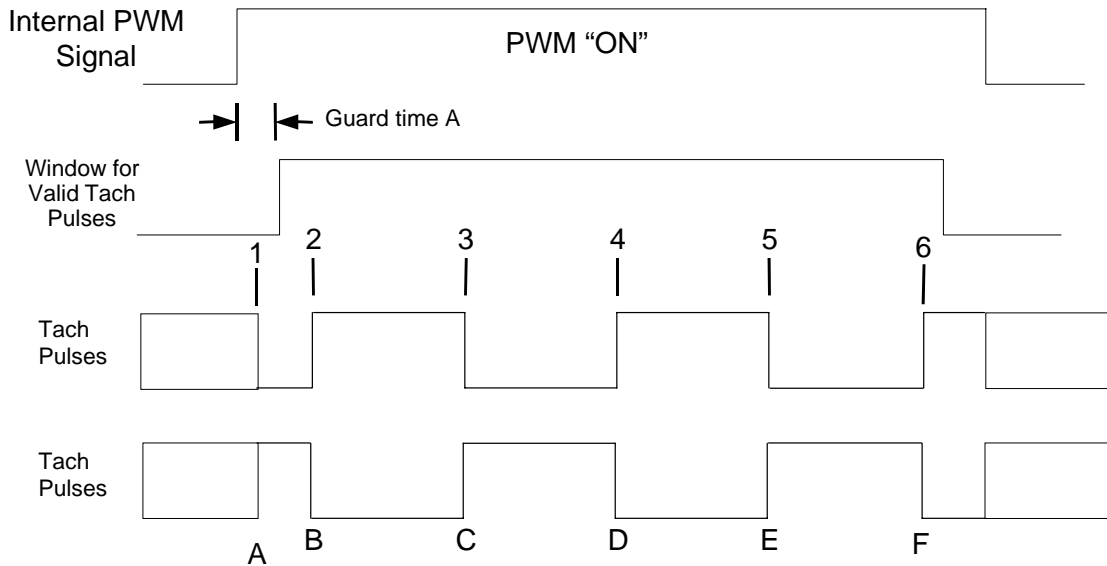 Internal PWM
Signal
PWM “ON”
Guard time A
Window for
Valid Tach
Pulses
1 2 3 4 5 6
Tach
Pulses
Tach
Pulses
A B C D E F